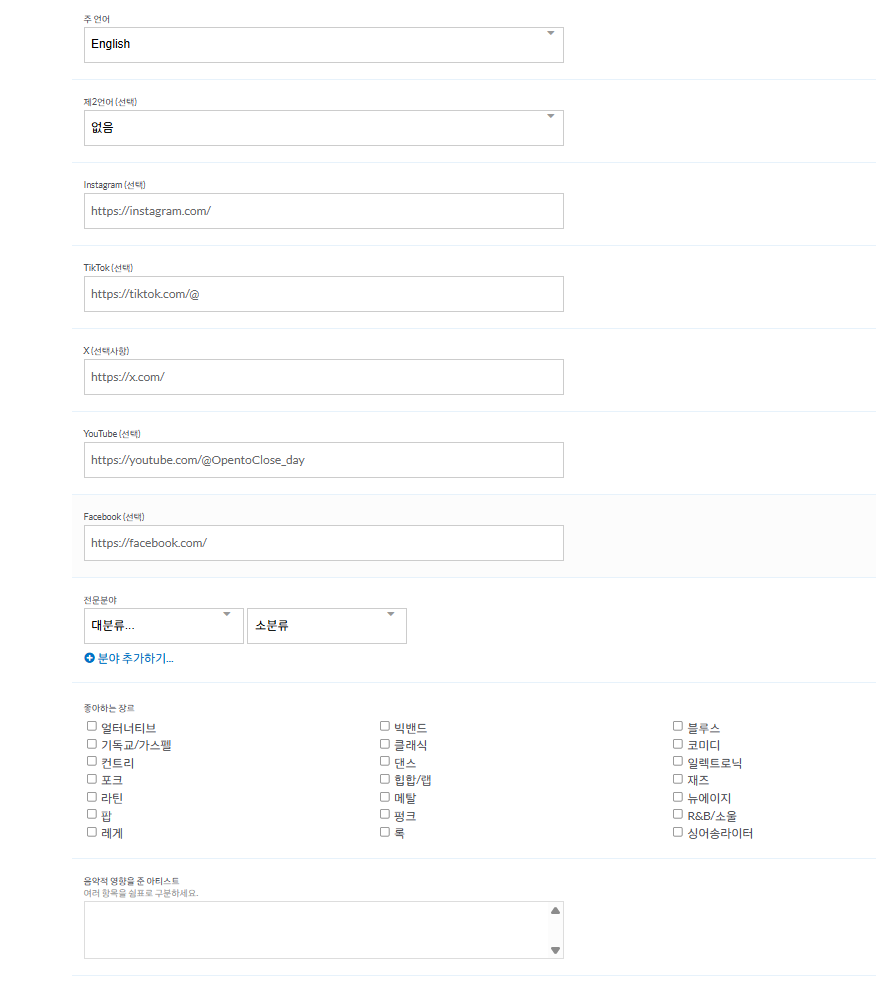 주 언어
English
제2언어 (선택)
없음
Instagram (선택)
https://instagram.com/
TikTok (선택)
https://tiktok.com/@
X (선택사항)
https://x.com/
YouTube (선택)
https://youtube.com/@OpentoClose_day
Facebook (선택)
https://facebook.com/
전문분야
대분류... 소분류
분야 추가하기...
좋아하는 장르
얼터너티브 빅밴드 블루스
기독교/가스펠 클래식 코미디
컨트리 댄스 일렉트로닉
포크 힙합/랩 재즈
라틴 메탈 뉴에이지
팝 펑크 R&B/소울
레게 록 싱어송라이터
음악적 영향을 준 아티스트
여러 항목을 쉼표로 구분하세요.